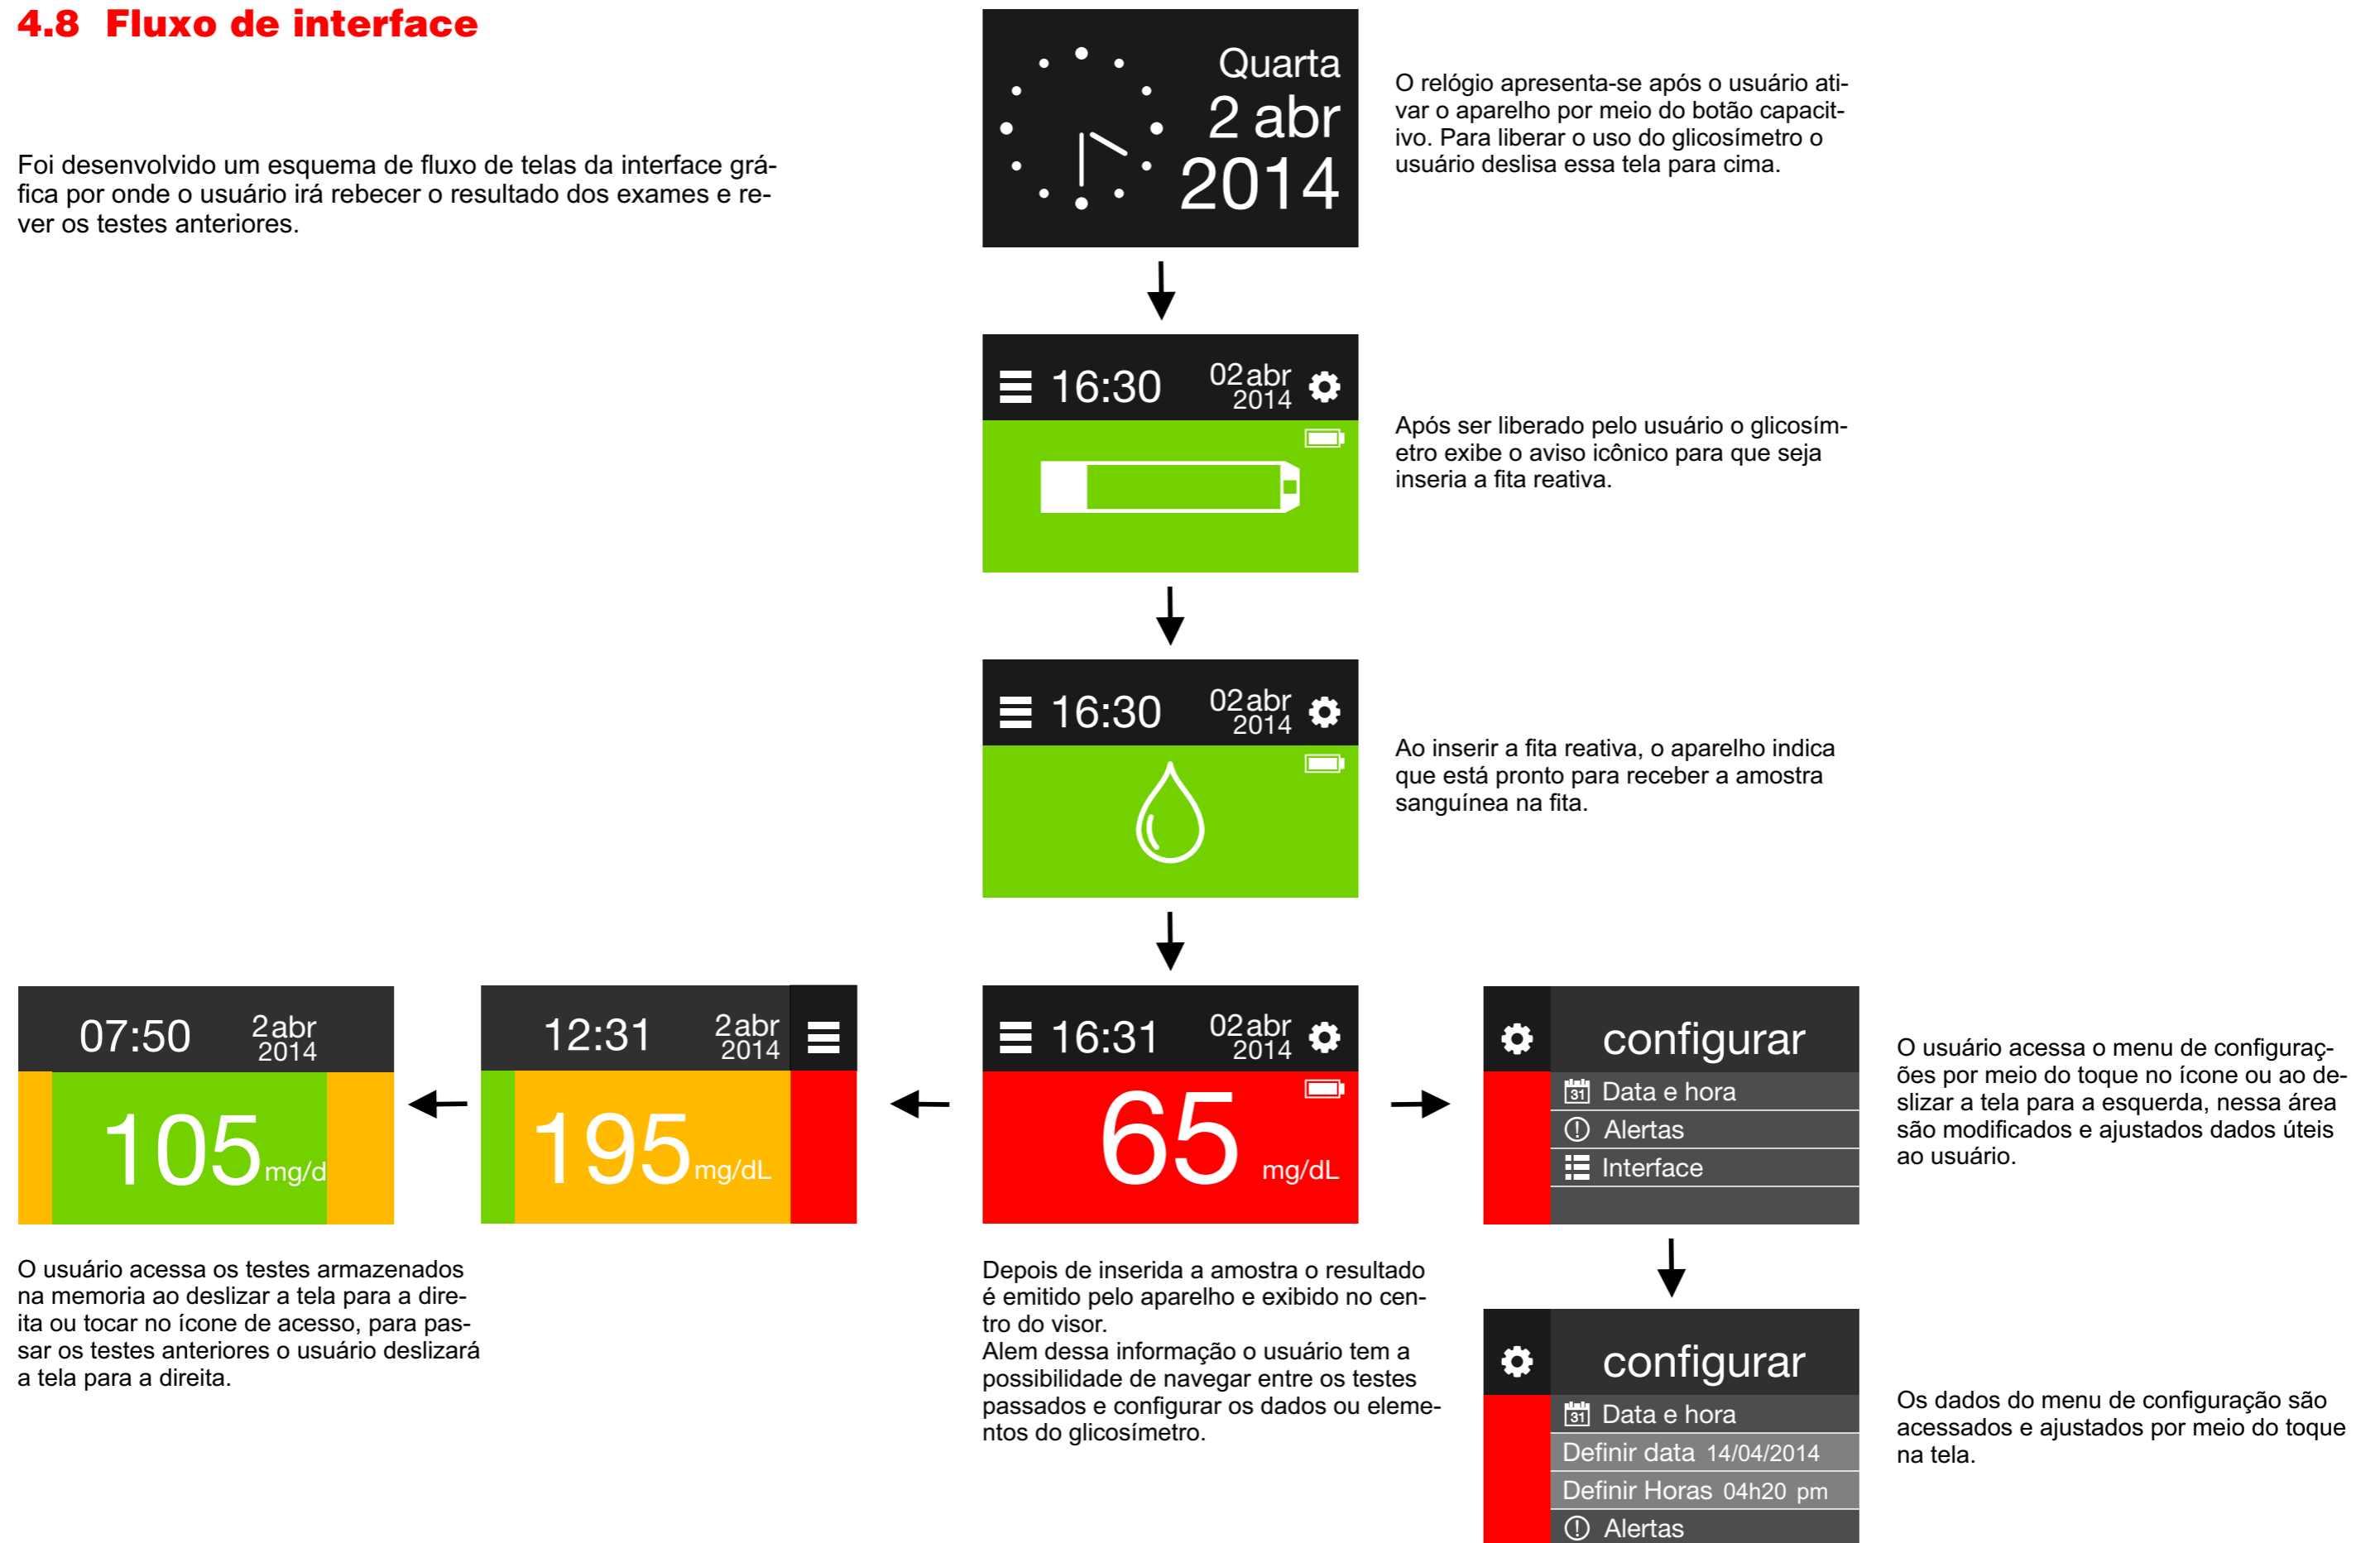 4.8 Fluxo de interface
Foi desenvolvido um esquema de fluxo de telas da interface grá-
fica por onde o usuário irá rebecer o resultado dos exames e re-
ver os testes anteriores.
Quarta
2 abr
2014
O relógio apresenta-se após o usuário ati-
var o aparelho por meio do botão capacit-
ivo. Para liberar o uso do glicosímetro o
usuário deslisa essa tela para cima.
16:30
02 abr
2014
Após ser liberado pelo usuário o glicosím-
etro exibe o aviso icônico para que seja
inseria a fita reativa.
16:30
02 abr
2014
Ao inserir a fita reativa, o aparelho indica
que está pronto para receber a amostra
sanguínea na fita.
07:50
2 abr
2014
105 mg/d
12:31
2 abr
2014
195 mg/dL
O usuário acessa os testes armazenados
na memoria ao deslizar a tela para a dire-
ita ou tocar no ícone de acesso, para pas-
sar os testes anteriores o usuário deslizará
a tela para a direita.
16:31
02 abr
2014
65 mg/dL
Depois de inserida a amostra o resultado
é emitido pelo aparelho e exibido no cen-
tro do visor.
Alem dessa informação o usuário tem a
possibilidade de navegar entre os testes
passados e configurar os dados ou eleme-
ntos do glicosímetro.
configurar
31 Data e hora
Alertas
Interface
O usuário acessa o menu de configuraç-
ões por meio do toque no ícone ou ao de-
slizar a tela para a esquerda, nessa área
são modificados e ajustados dados úteis
ao usuário.
configurar
31 Data e hora
Definir data 14/04/2014
Definir Horas 04h20 pm
Alertas
Os dados do menu de configuração são
acessados e ajustados por meio do toque
na tela.